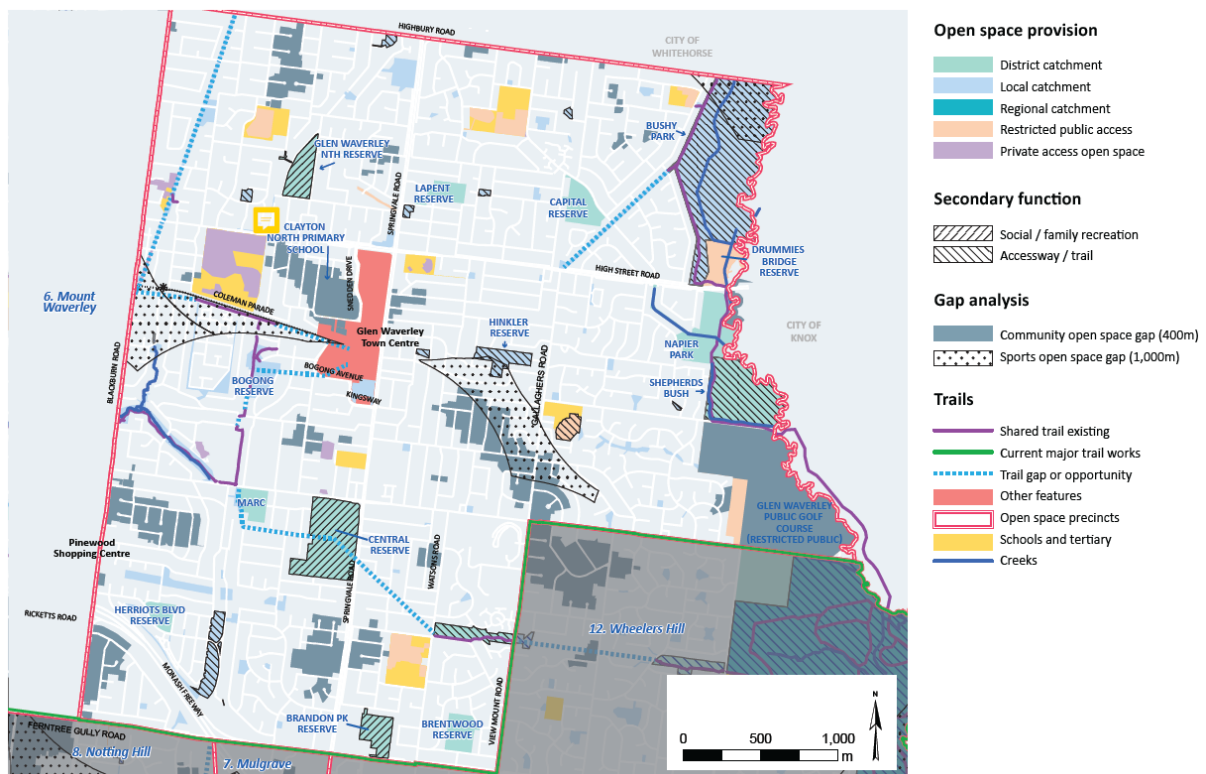 HIGHBURY ROAD
CITY OF
WHITEHORSE
BUSHY
PARK
GLEN WAVERLEY
NTH RESERVE
SPRINGVALE ROAD
LAPENT
RESERVE
CAPITAL
RESERVE
CLAYTON
NORTH PRIMARY
SCHOOL
SNEDDEN DRIVE
HIGH STREET ROAD
DRUMMIES
BRIDGE
RESERVE
6. Mount
Waverley
COLEMAN PARADE
Glen Waverley
Town Centre
HINKLER
RESERVE
CITY OF
KNOX
NAPIER
PARK
BLACKBURN ROAD
BOGONG AVENUE
BOGONG
RESERVE
KINGSWAY
GALLAGHERS ROAD
SHEPHERDS
BUSH
MARC
GLEN WAVERLEY
PUBLIC GOLF
COURSE
(RESTRICTED PUBLIC)
Pinewood
Shopping Centre
CENTRAL
RESERVE
WATSONS ROAD
SPRINGVALE ROAD
RICKETTS ROAD
HERRIOTS BLVD
RESERVE
12. Wheelers Hill
MONASH FREEWAY
BRANDON PK
RESERVE
BRENTWOOD
RESERVE
VIEW MOUNT ROAD
FERNTREE GULLY ROAD
8. Notting Hill
7. Mulgrave
N
0 500 1,000
m
Open space provision
District catchment
Local catchment
Regional catchment
Restricted public access
Private access open space
Secondary function
Social / family recreation
Accessway / trail
Gap analysis
Community open space gap (400m)
Sports open space gap (1,000m)
Trails
Shared trail existing
Current major trail works
Trail gap or opportunity
Other features
Open space precincts
Schools and tertiary
Creeks